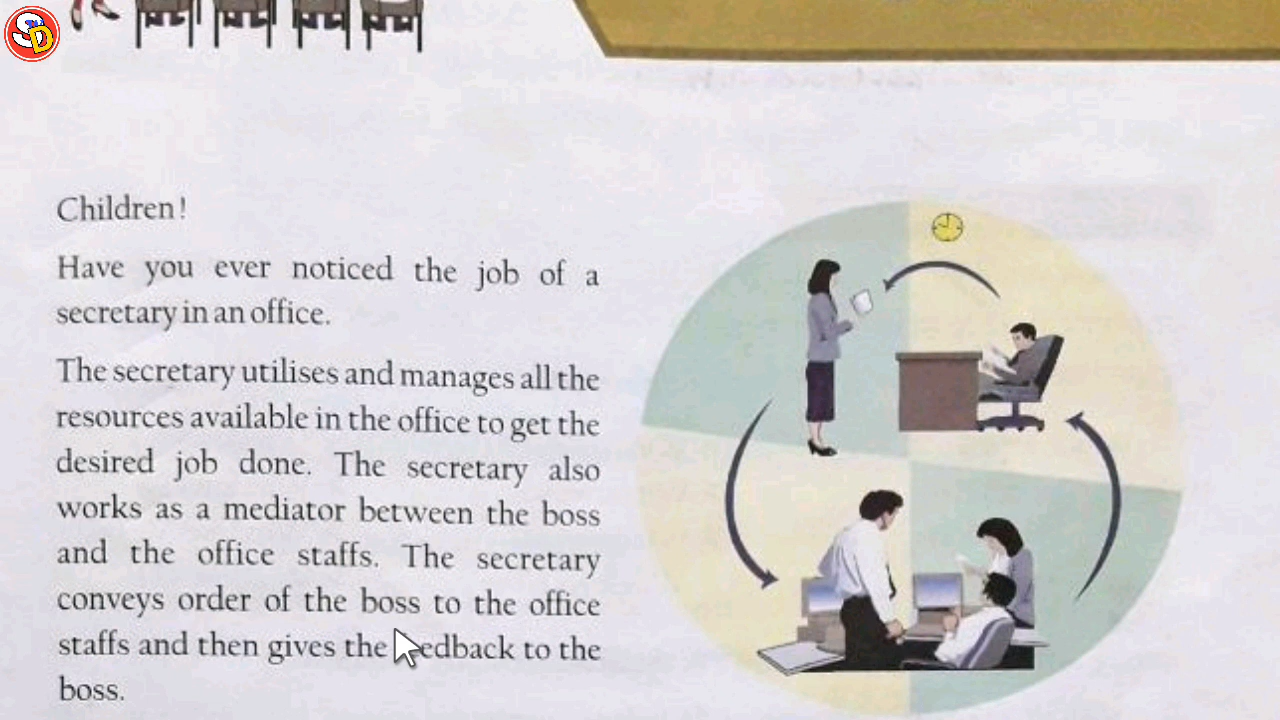 Children!
Have you ever noticed the job of a
secretary in an office.
The secretary utilises and manages all the
resources available in the office to get the
desired job done. The secretary also
works as a mediator between the boss
and the office staffs. The secretary
conveys order of the boss to the office
staffs and then gives the edback to the
boss.